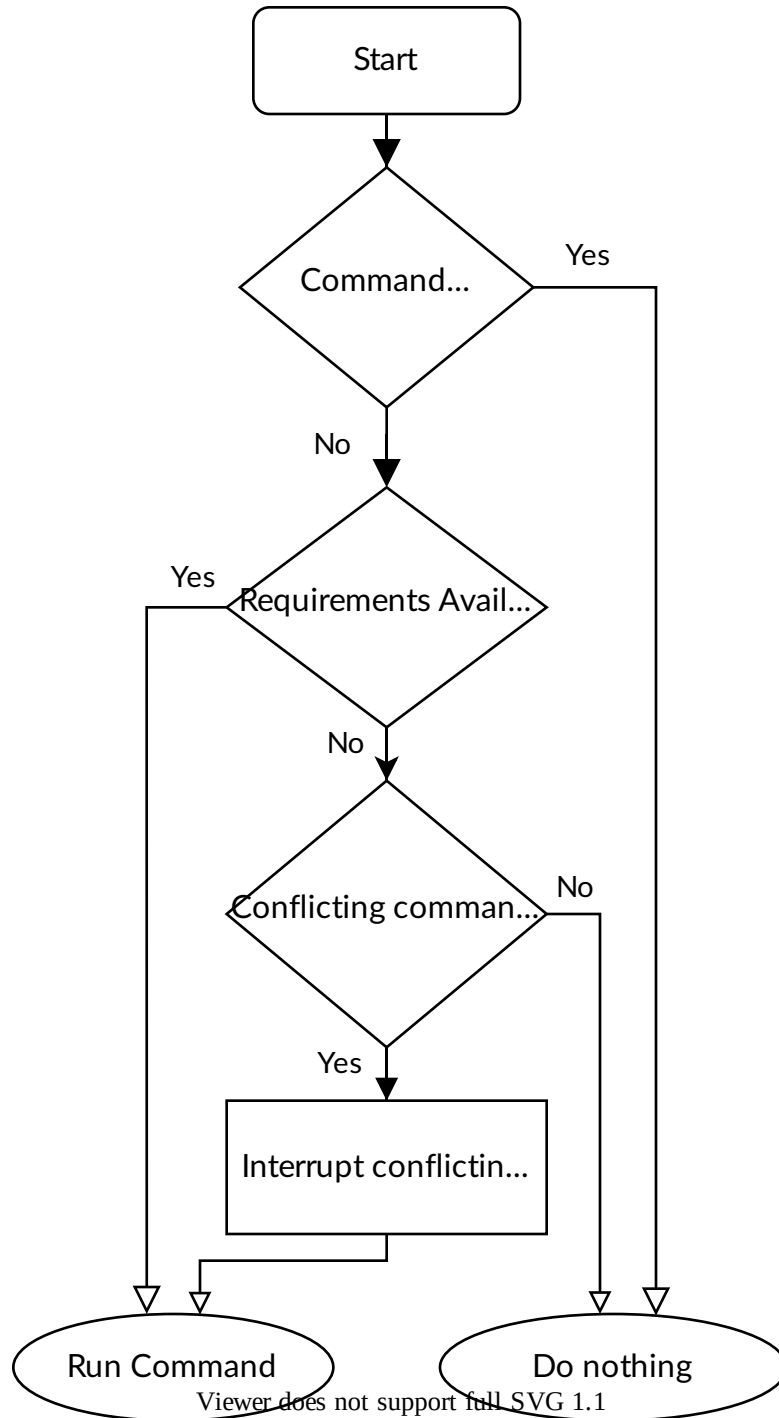 Start
Command...
Yes
No
Yes
Requirements Avail...
No
Conflicting comman...
No
Yes
Interrupt conflictin...
Run Command
Do nothing
Viewer does not support full SVG 1.1